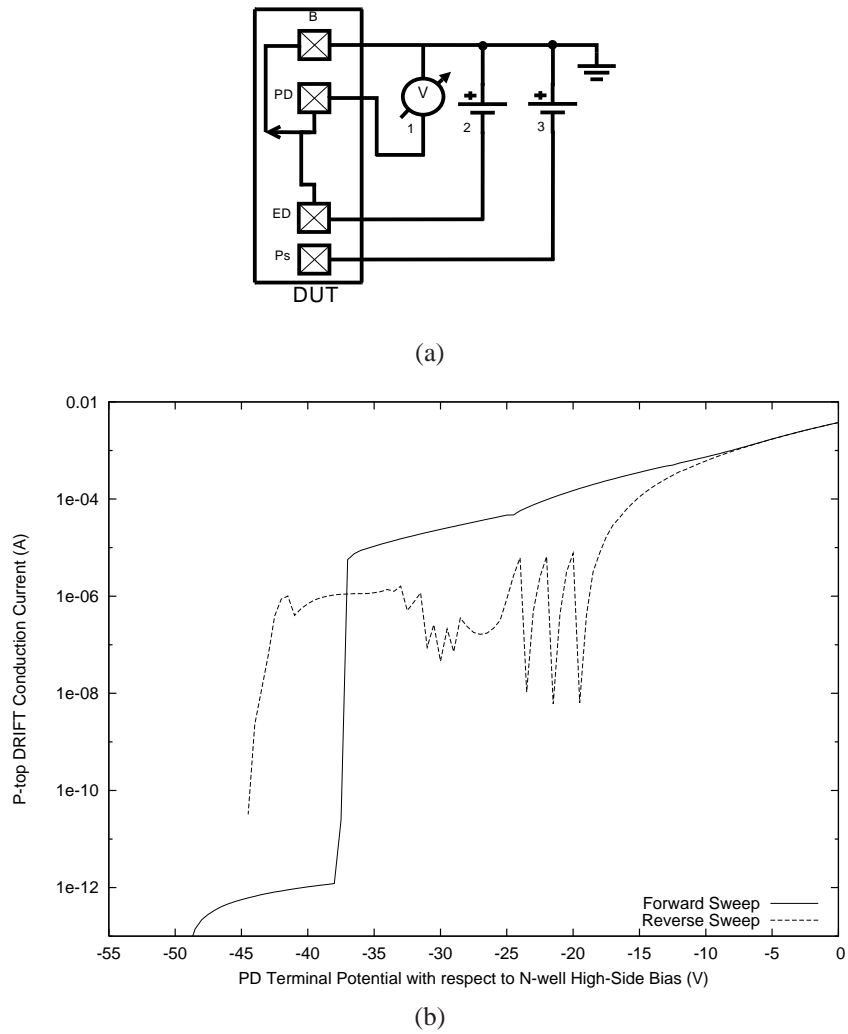 B
PD
V
+
+
1
2
3
ED
Ps
DUT
(a)
0.01
1e-04
1e-06
1e-08
1e-10
1e-12
P-top DRIFT Conduction Current (A)
Forward Sweep
Reverse Sweep
-55 -50 -45 -40 -35 -30 -25 -20 -15 -10 -5 0
PD Terminal Potential with respect to N-well High-Side Bias (V)
(b)